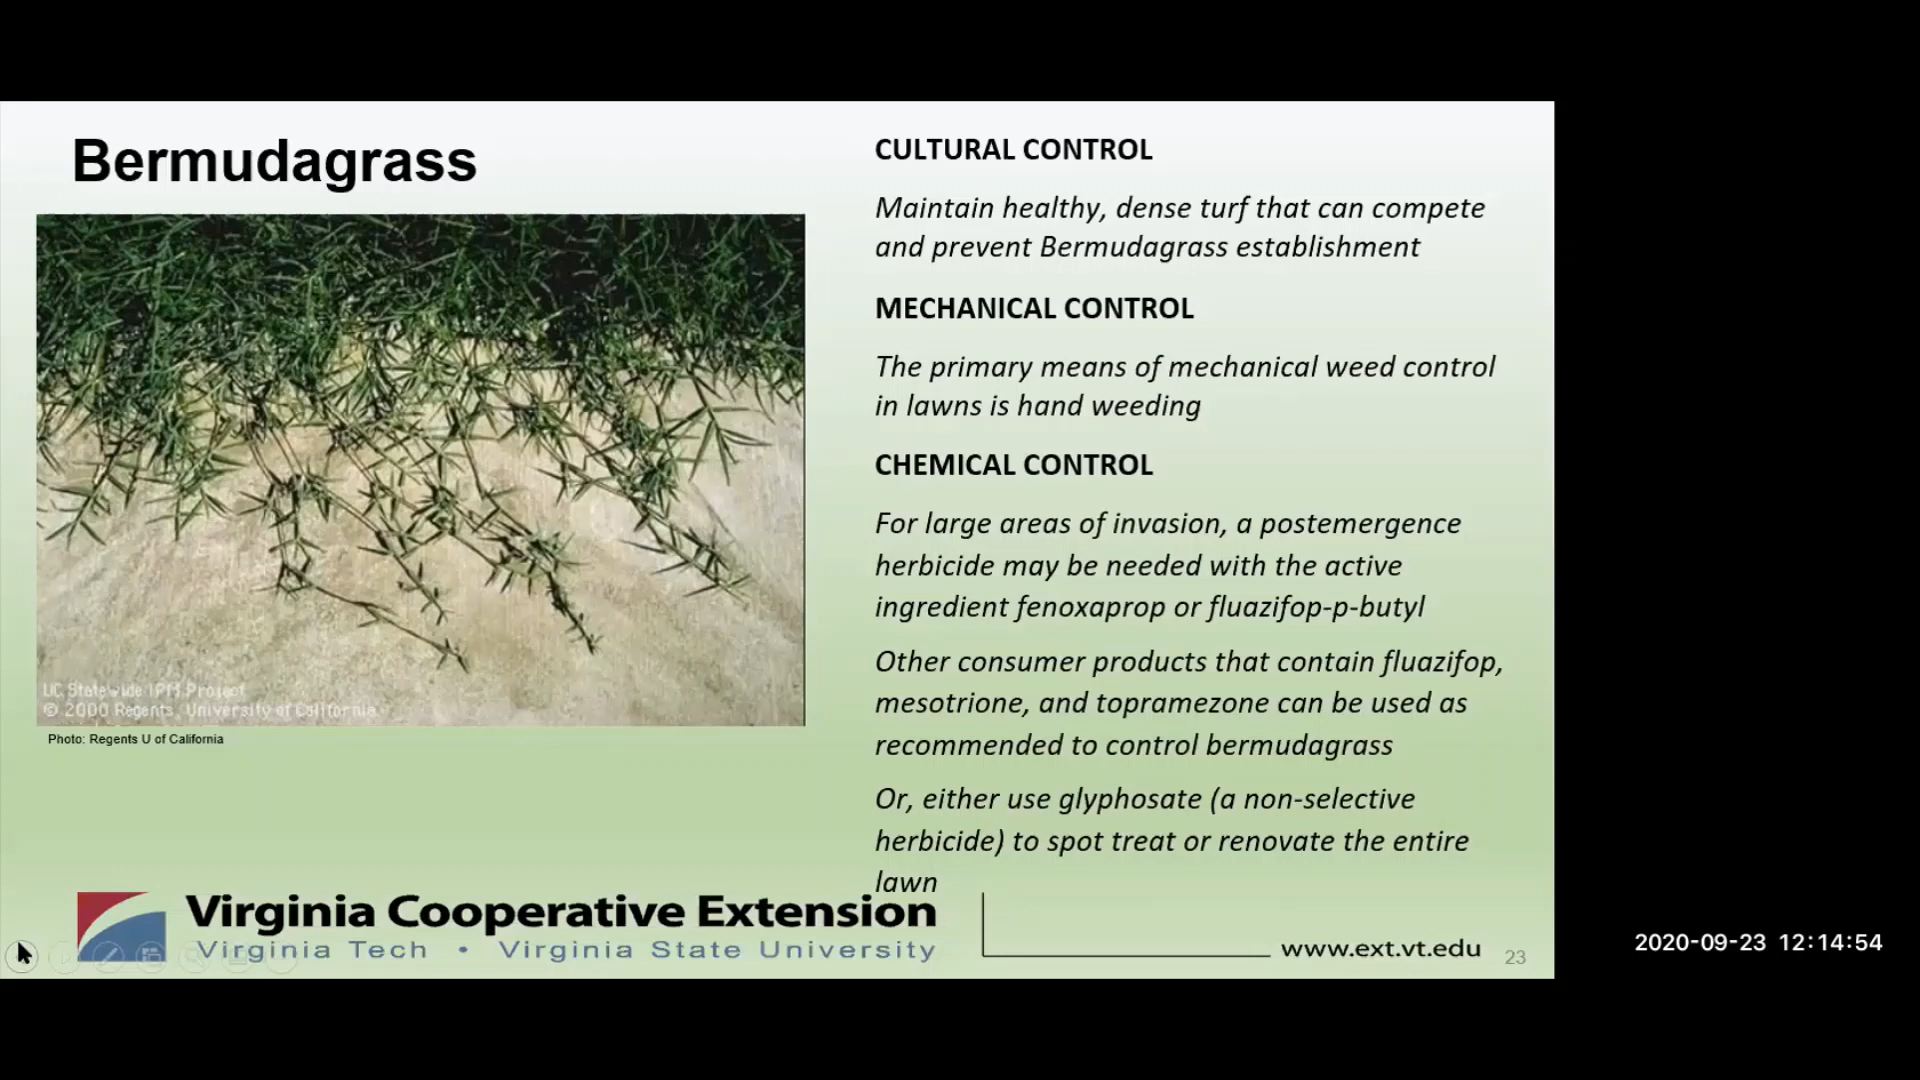 Bermudagrass
UC Statewide IPM Project
© 2000 Regents, University of California
Photo: Regents U of California
CULTURAL CONTROL
Maintain healthy, dense turf that can compete
and prevent Bermudagrass establishment
MECHANICAL CONTROL
The primary means of mechanical weed control
in lawns is hand weeding
CHEMICAL CONTROL
For large areas of invasion, a postemergence
herbicide may be needed with the active
ingredient fenoxaprop or fluazifop-p-butyl
Other consumer products that contain fluazifop,
mesotrione, and topramezone can be used as
recommended to control bermudagrass
Or, either use glyphosate (a non-selective
herbicide) to spot treat or renovate the entire
lawn
Virginia Cooperative Extension
Virginia Tech • Virginia State University
www.ext.vt.edu
23
2020-09-23 12:14:54